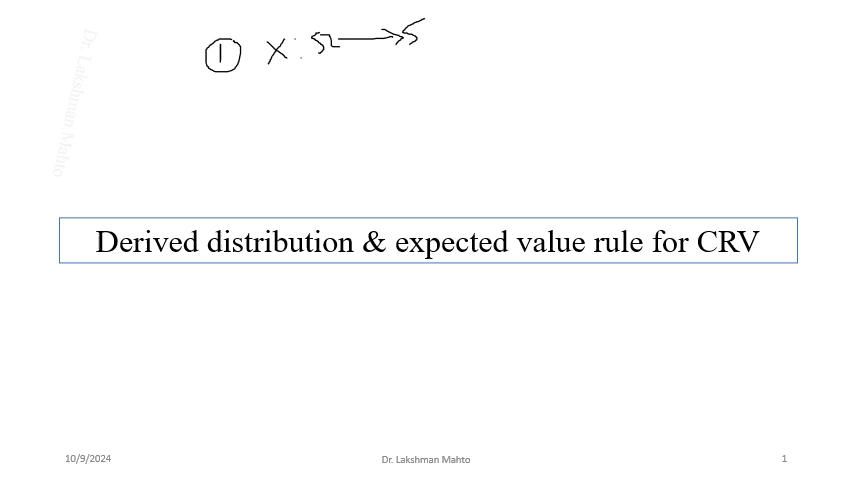 ① X : Ω → S
Dr. Lakshman Mahto
Derived distribution & expected value rule for CRV
10/9/2024
Dr. Lakshman Mahto
1